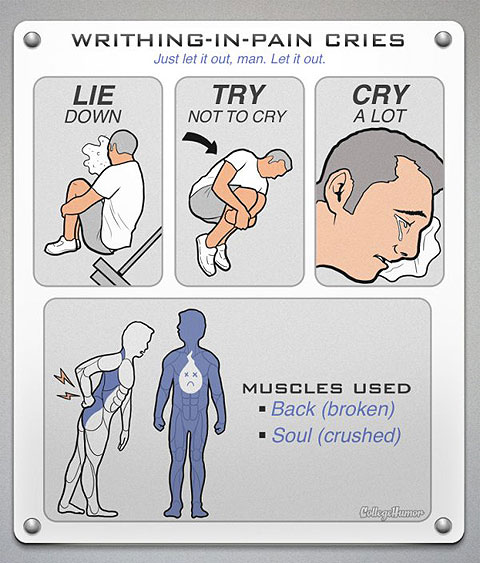 WRITHING-IN-PAIN CRIES
Just let it out, man. Let it out.
LIE
DOWN
TRY
NOT TO CRY
CRY
A LOT
MUSCLES USED
▪ Back (broken)
▪ Soul (crushed)
CollegeHumor